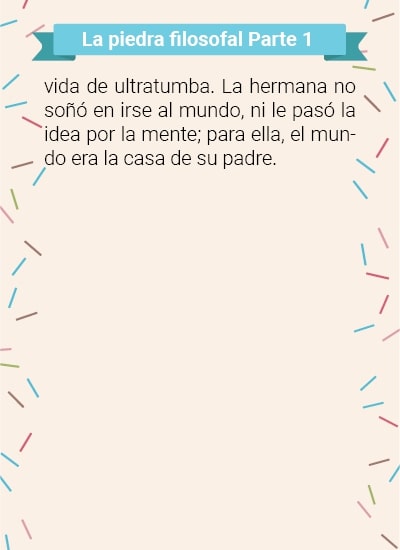 La piedra filosofal Parte 1
vida de ultratumba. La hermana no
soñó en irse al mundo, ni le pasó la
idea por la mente; para ella, el mun-
do era la casa de su padre.